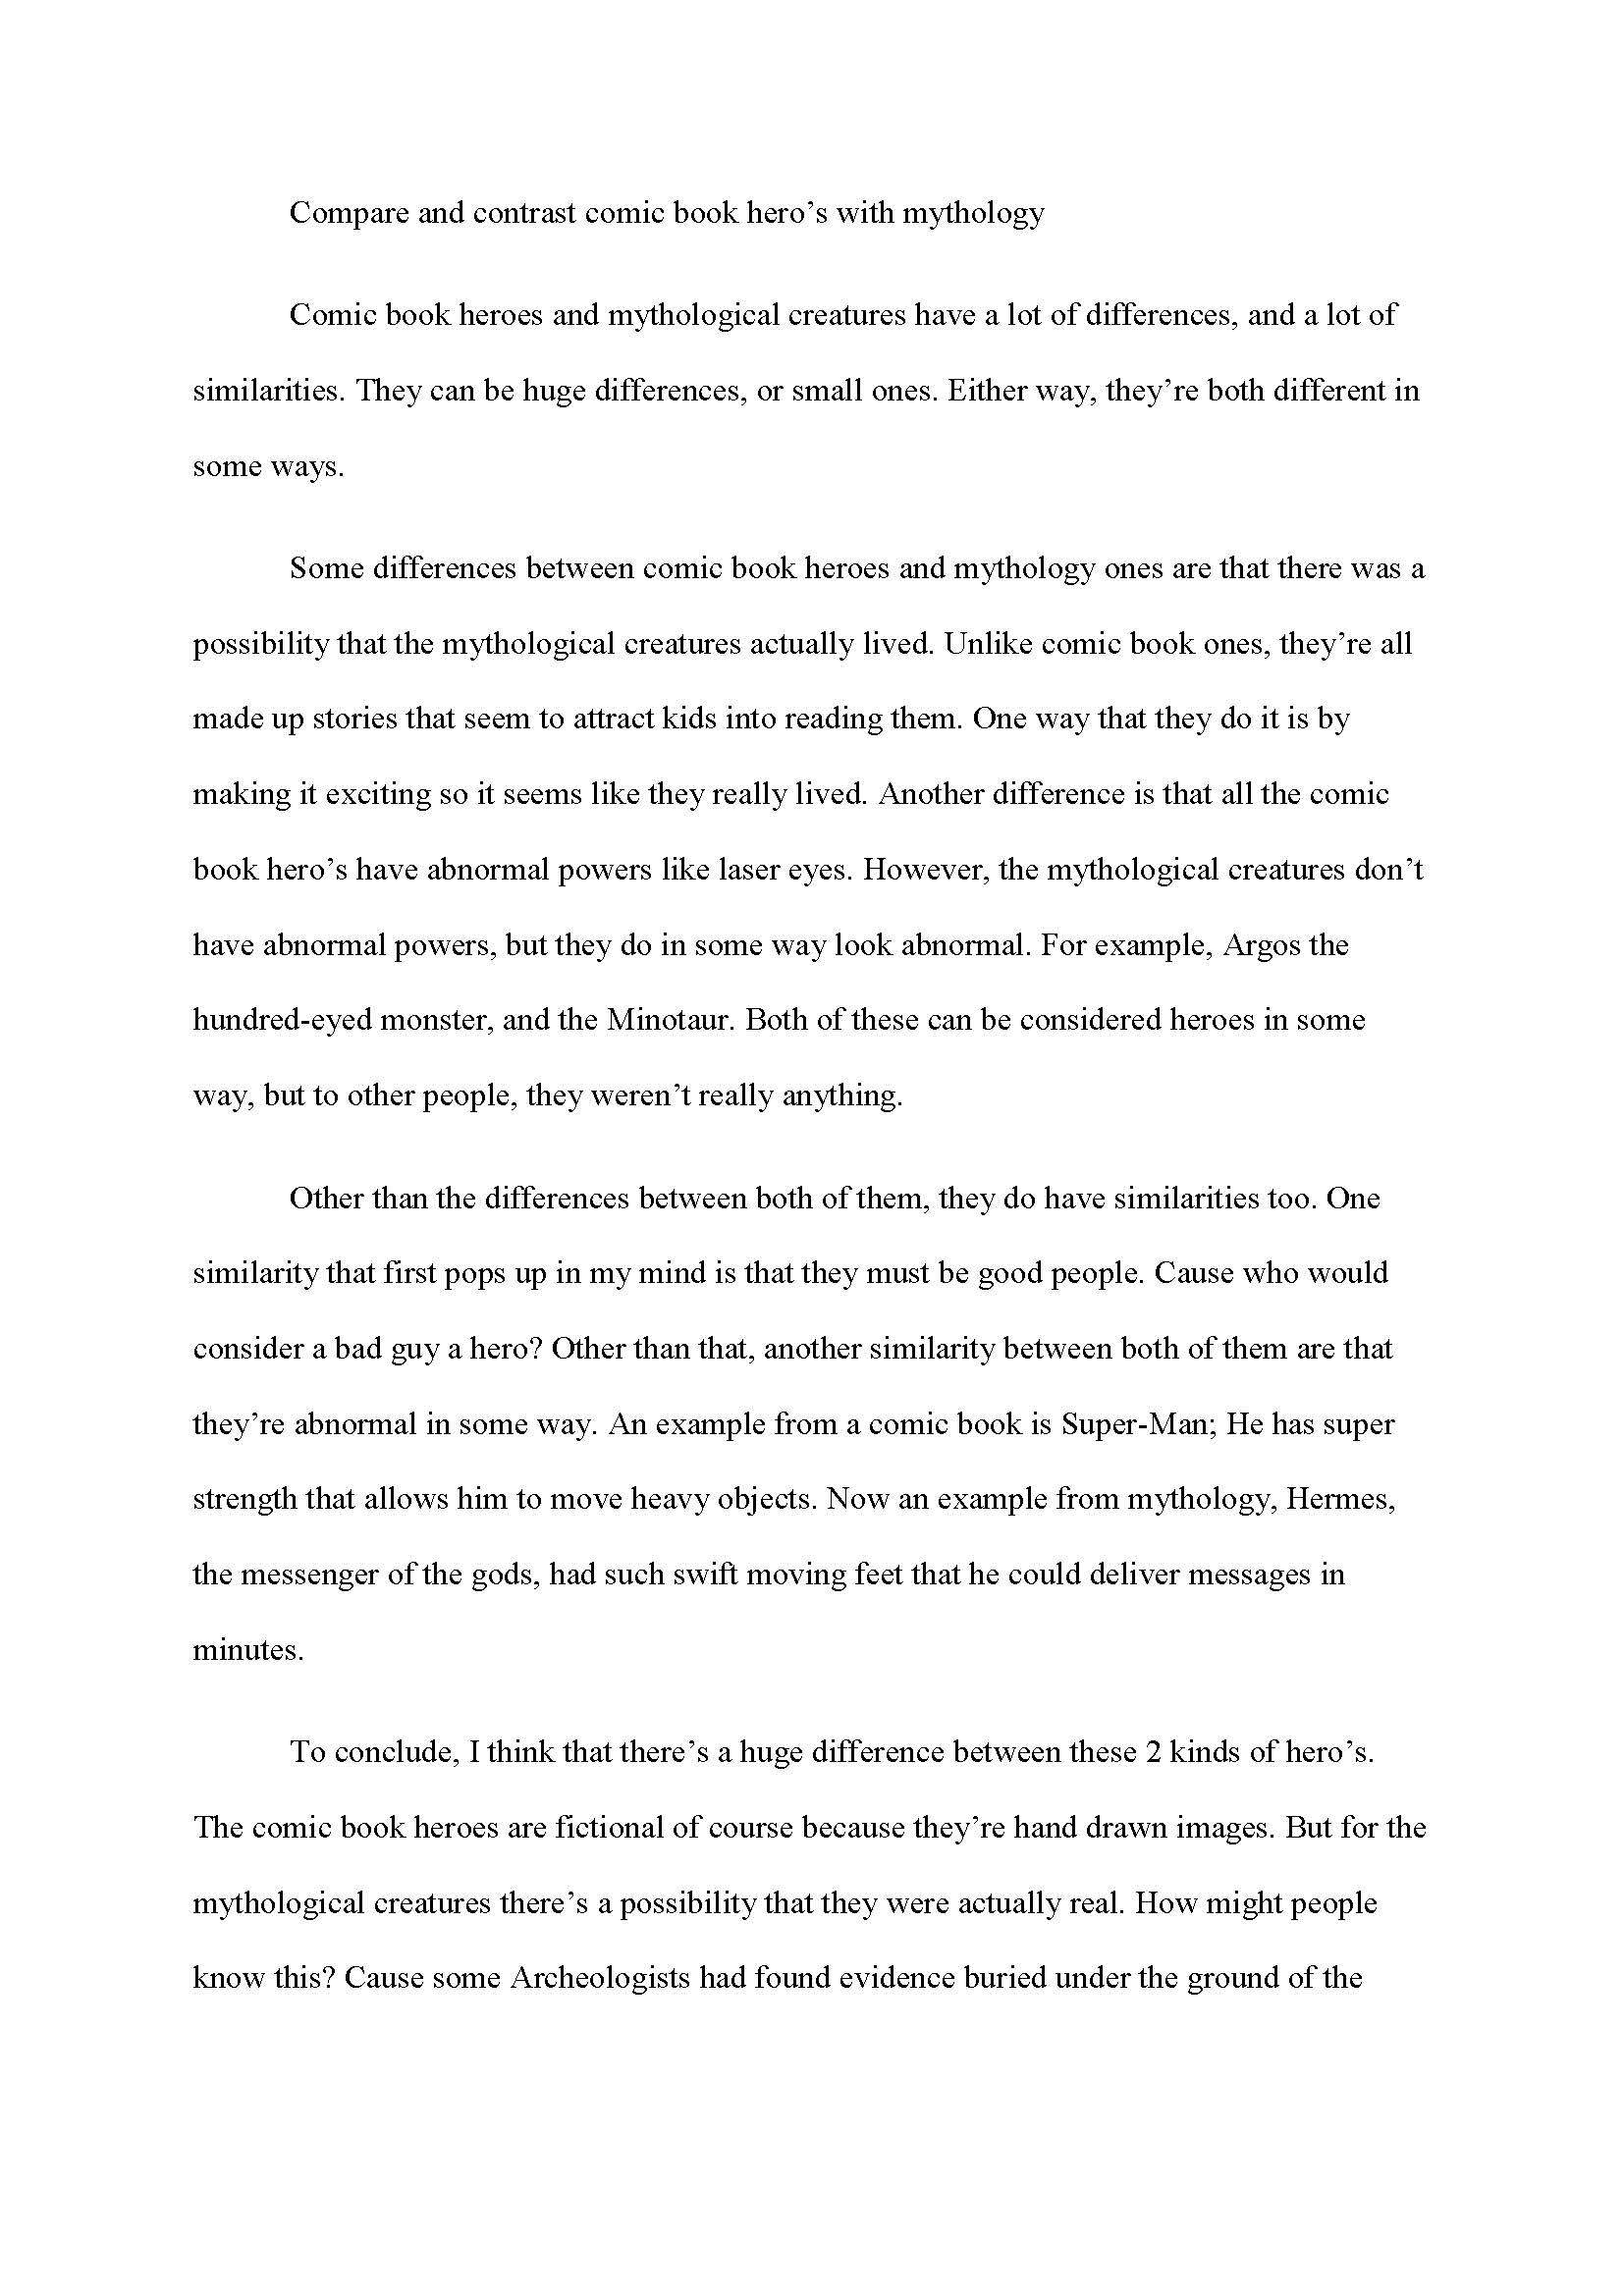 Compare and contrast comic book hero’s with mythology
Comic book heroes and mythological creatures have a lot of differences, and a lot of
similarities. They can be huge differences, or small ones. Either way, they’re both different in
some ways.
Some differences between comic book heroes and mythology ones are that there was a
possibility that the mythological creatures actually lived. Unlike comic book ones, they’re all
made up stories that seem to attract kids into reading them. One way that they do it is by
making it exciting so it seems like they really lived. Another difference is that all the comic
book hero’s have abnormal powers like laser eyes. However, the mythological creatures don’t
have abnormal powers, but they do in some way look abnormal. For example, Argos the
hundred-eyed monster, and the Minotaur. Both of these can be considered heroes in some
way, but to other people, they weren’t really anything.
Other than the differences between both of them, they do have similarities too. One
similarity that first pops up in my mind is that they must be good people. Cause who would
consider a bad guy a hero? Other than that, another similarity between both of them are that
they’re abnormal in some way. An example from a comic book is Super-Man; He has super
strength that allows him to move heavy objects. Now an example from mythology, Hermes,
the messenger of the gods, had such swift moving feet that he could deliver messages in
minutes.
To conclude, I think that there’s a huge difference between these 2 kinds of hero’s.
The comic book heroes are fictional of course because they’re hand drawn images. But for the
mythological creatures there’s a possibility that they were actually real. How might people
know this? Cause some Archeologists had found evidence buried under the ground of the